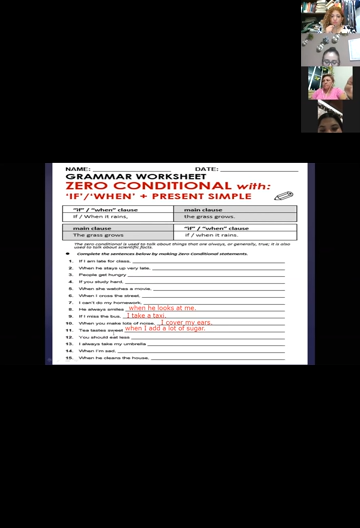 NAME: ____________ DATE: ____________
GRAMMAR WORKSHEET
ZERO CONDITIONAL with:
'IF'/'WHEN' + PRESENT SIMPLE
"if" / "when" clause main clause
If / When it rains, the grass grows.
main clause "if" / "when" clause
The grass grows if / when it rains.
The zero conditional is used to talk about things that are always, or generally, true; it is also
used to talk about scientific facts.
Complete the sentences below by making zero Conditional statements.
1. If I am late for class,
2. When he stays up very late,
3. People get hungry
4. If you study hard,
5. When she watches a movie,
6. When I cross the street,
7. I can't do my homework
8. He always smiles when he looks at me.
9. If I miss the bus, I take a taxi.
10. When you make lots of noise, I cover my ears.
11. Tea tastes sweet when I add a lot of sugar.
12. You should eat less
13. I always take my umbrella
14. When I'm sad,
15. When he cleans the house,